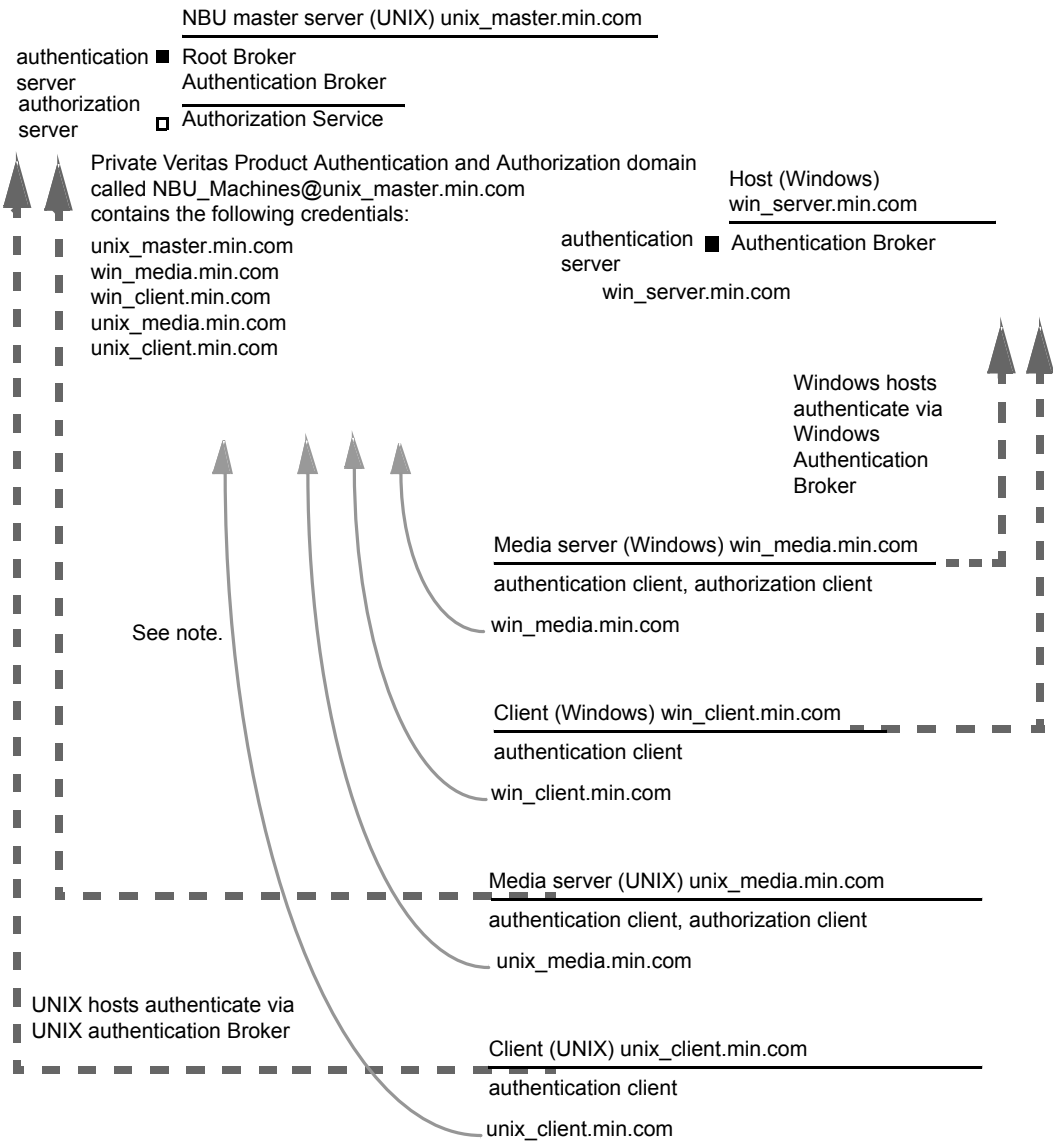 NBU master server (UNIX) unix_master.min.com
authentication
server
Root Broker
Authentication Broker
authorization
server
Authorization Service
Private Veritas Product Authentication and Authorization domain
called NBU_Machines@unix_master.min.com
contains the following credentials:
unix_master.min.com
win_media.min.com
win_client.min.com
unix_media.min.com
unix_client.min.com
Host (Windows)
win_server.min.com
authentication
server
Authentication Broker
win_server.min.com
Windows hosts
authenticate via
Windows
Authentication
Broker
Media server (Windows) win_media.min.com
authentication client, authorization client
win_media.min.com
See note.
Client (Windows) win_client.min.com
authentication client
win_client.min.com
Media server (UNIX) unix_media.min.com
authentication client, authorization client
unix_media.min.com
UNIX hosts authenticate via
UNIX authentication Broker
Client (UNIX) unix_client.min.com
authentication client
unix_client.min.com